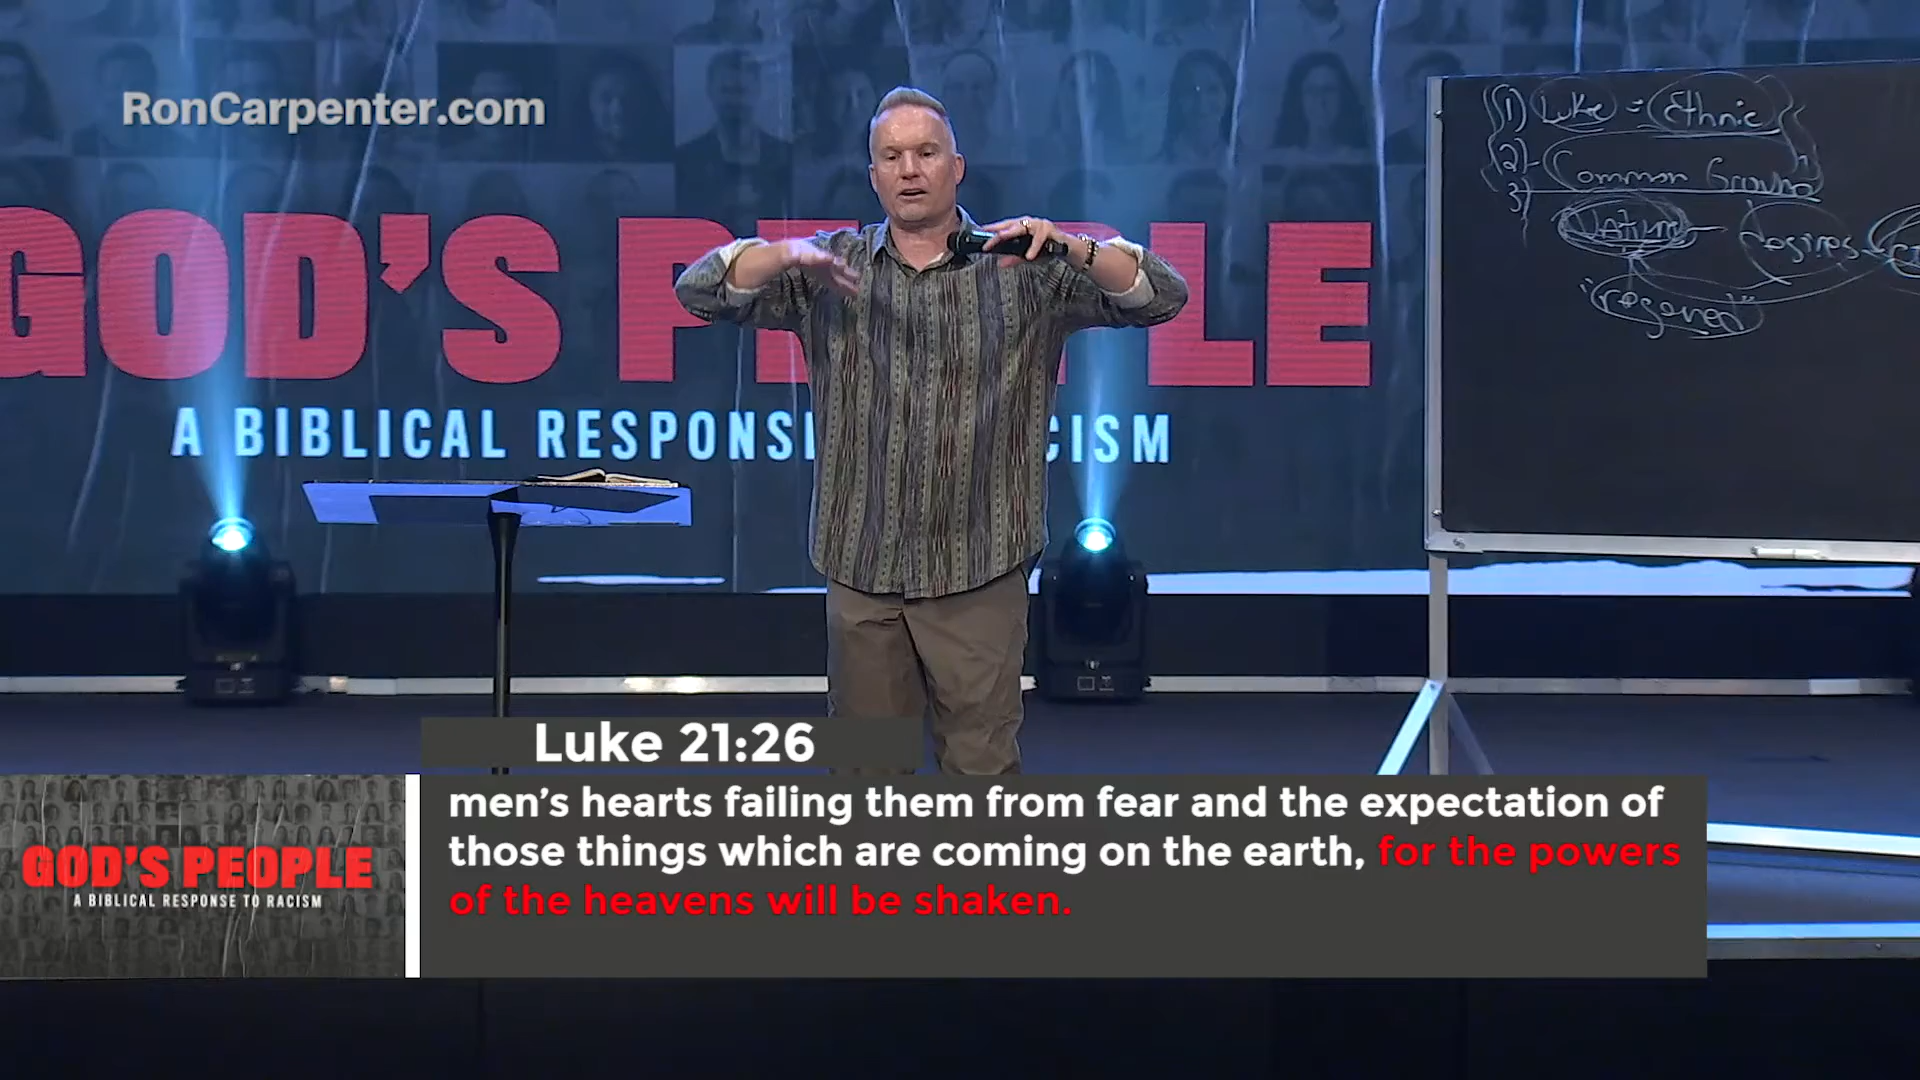 RonCarpenter.com
GOD'S P LE
A BIBLICAL RESPONS CISM
1) Luke = Ethnic
2) - Common Ground
3)
Nature - Desires -
Luke 21:26
men's hearts failing them from fear and the expectation of
those things which are coming on the earth, for the powers
of the heavens will be shaken.
GOD'S PEOPLE
A BIBLICAL RESPONSE TO RACISM